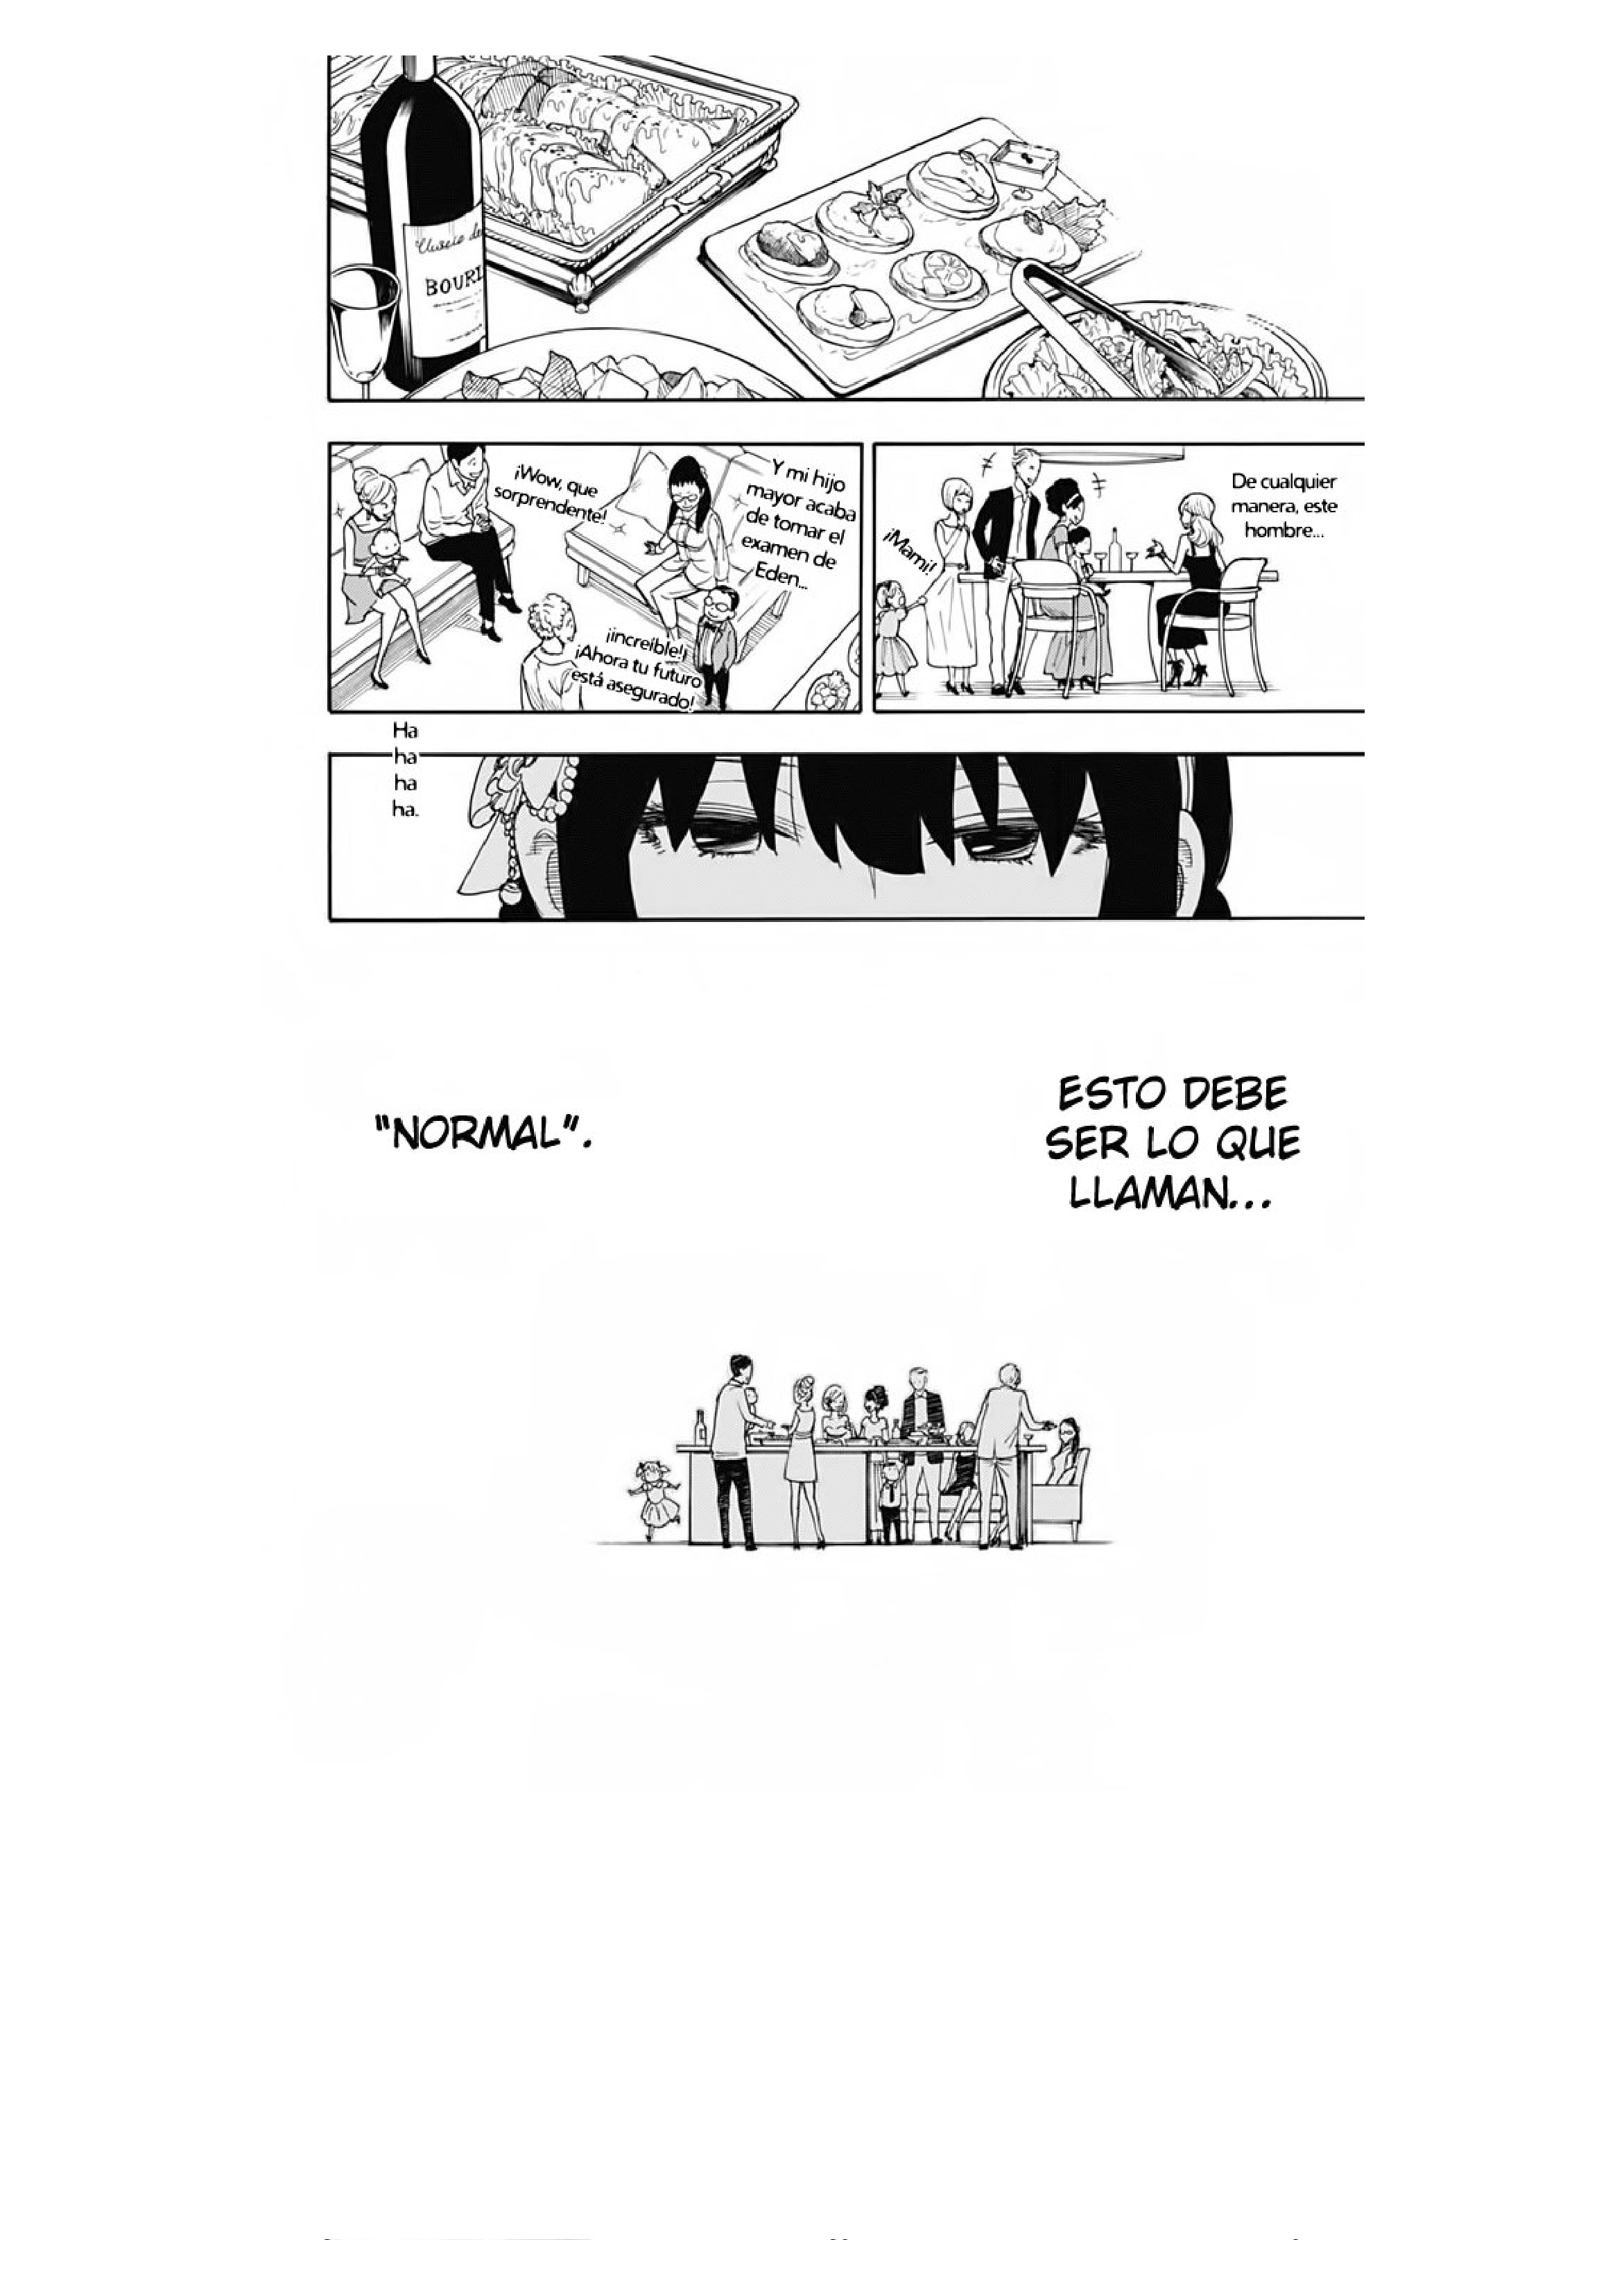 BOURL
De cualquier
manera, este
hombre...
¡Mami!
Y mi hijo
mayor acaba
de tomar el
examen de
Eden...
¡Wow, que
sorprendente!
¡increíble!
¡Ahora tu futuro
está asegurado!
Ha
ha
ha
ha.
ESTO DEBE
SER LO QUE
LLAMAN...
"NORMAL".